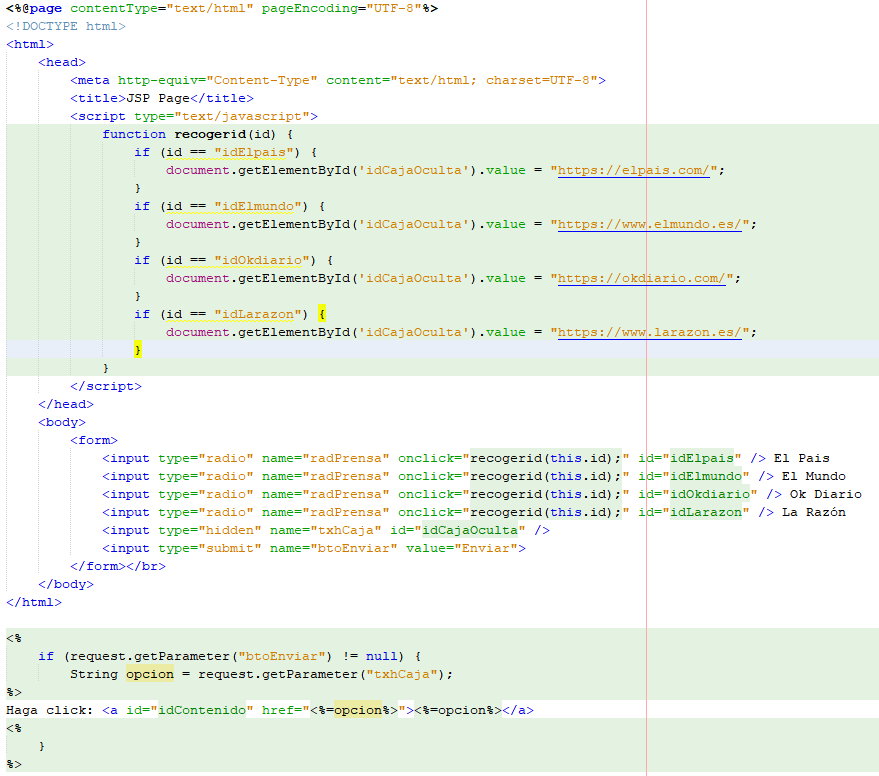 <%@page contentType="text/html" pageEncoding="UTF-8"%>
<!DOCTYPE html>
<html>
    <head>
        <meta http-equiv="Content-Type" content="text/html; charset=UTF-8">
        <title>JSP Page</title>
        <script type="text/javascript">
            function recogerid(id) {
                if (id == "idElpais") {
                    document.getElementById('idCajaOculta').value = "https://elpais.com/";
                }
                if (id == "idElmundo") {
                    document.getElementById('idCajaOculta').value = "https://www.elmundo.es/";
                }
                if (id == "idOkdiario") {
                    document.getElementById('idCajaOculta').value = "https://okdiario.com/";
                }
                if (id == "idLarazon") {
                    document.getElementById('idCajaOculta').value = "https://www.larazon.es/";
                }
            }
        </script>
    </head>
    <body>
        <form>
            <input type="radio" name="radPrensa" onclick="recogerid(this.id);" id="idElpais" /> El Pais
            <input type="radio" name="radPrensa" onclick="recogerid(this.id);" id="idElmundo" /> El Mundo
            <input type="radio" name="radPrensa" onclick="recogerid(this.id);" id="idOkdiario" /> Ok Diario
            <input type="radio" name="radPrensa" onclick="recogerid(this.id);" id="idLarazon" /> La Razón
            <input type="hidden" name="txhCaja" id="idCajaOculta" />
            <input type="submit" name="btoEnviar" value="Enviar">
        </form></br>
    </body>
</html>

<%
    if (request.getParameter("btoEnviar") != null) {
        String opcion = request.getParameter("txhCaja");
%>
Haga click: <a id="idContenido" href="<%=opcion%>"><%=opcion%></a>
<%
    }
%>